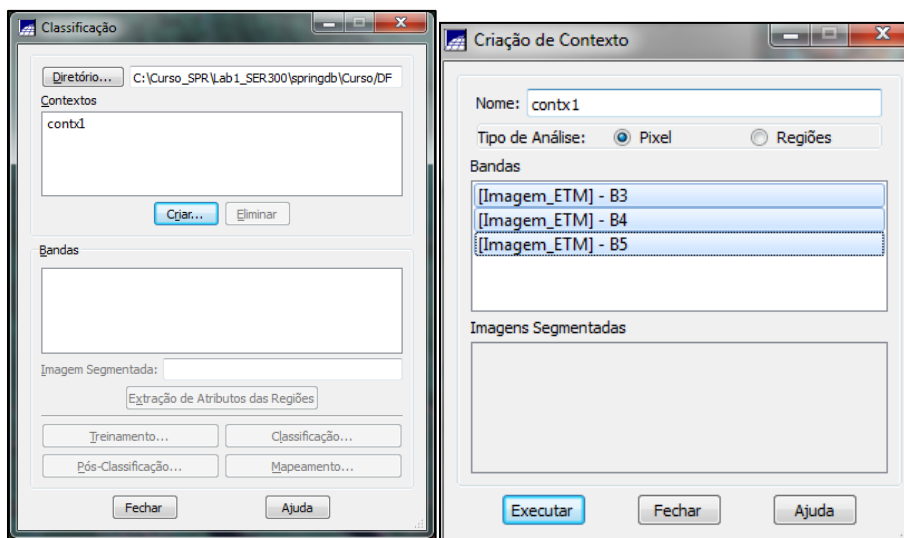 Classificação
Diretório... C:\Curso_SPR\Lab1_SER300\springdb\Curso/DF
Contextos
contx1
Criar... Eliminar
Bandas
Imagem Segmentada:
Extração de Atributos das Regiões
Treinamento... Classificação...
Pós-Classificação... Mapeamento...
Fechar Ajuda
Criação de Contexto
Nome: contx1
Tipo de Análise: Pixel Regiões
Bandas
[Imagem_ETM] - B3
[Imagem_ETM] - B4
[Imagem_ETM] - B5
Imagens Segmentadas
Executar Fechar Ajuda